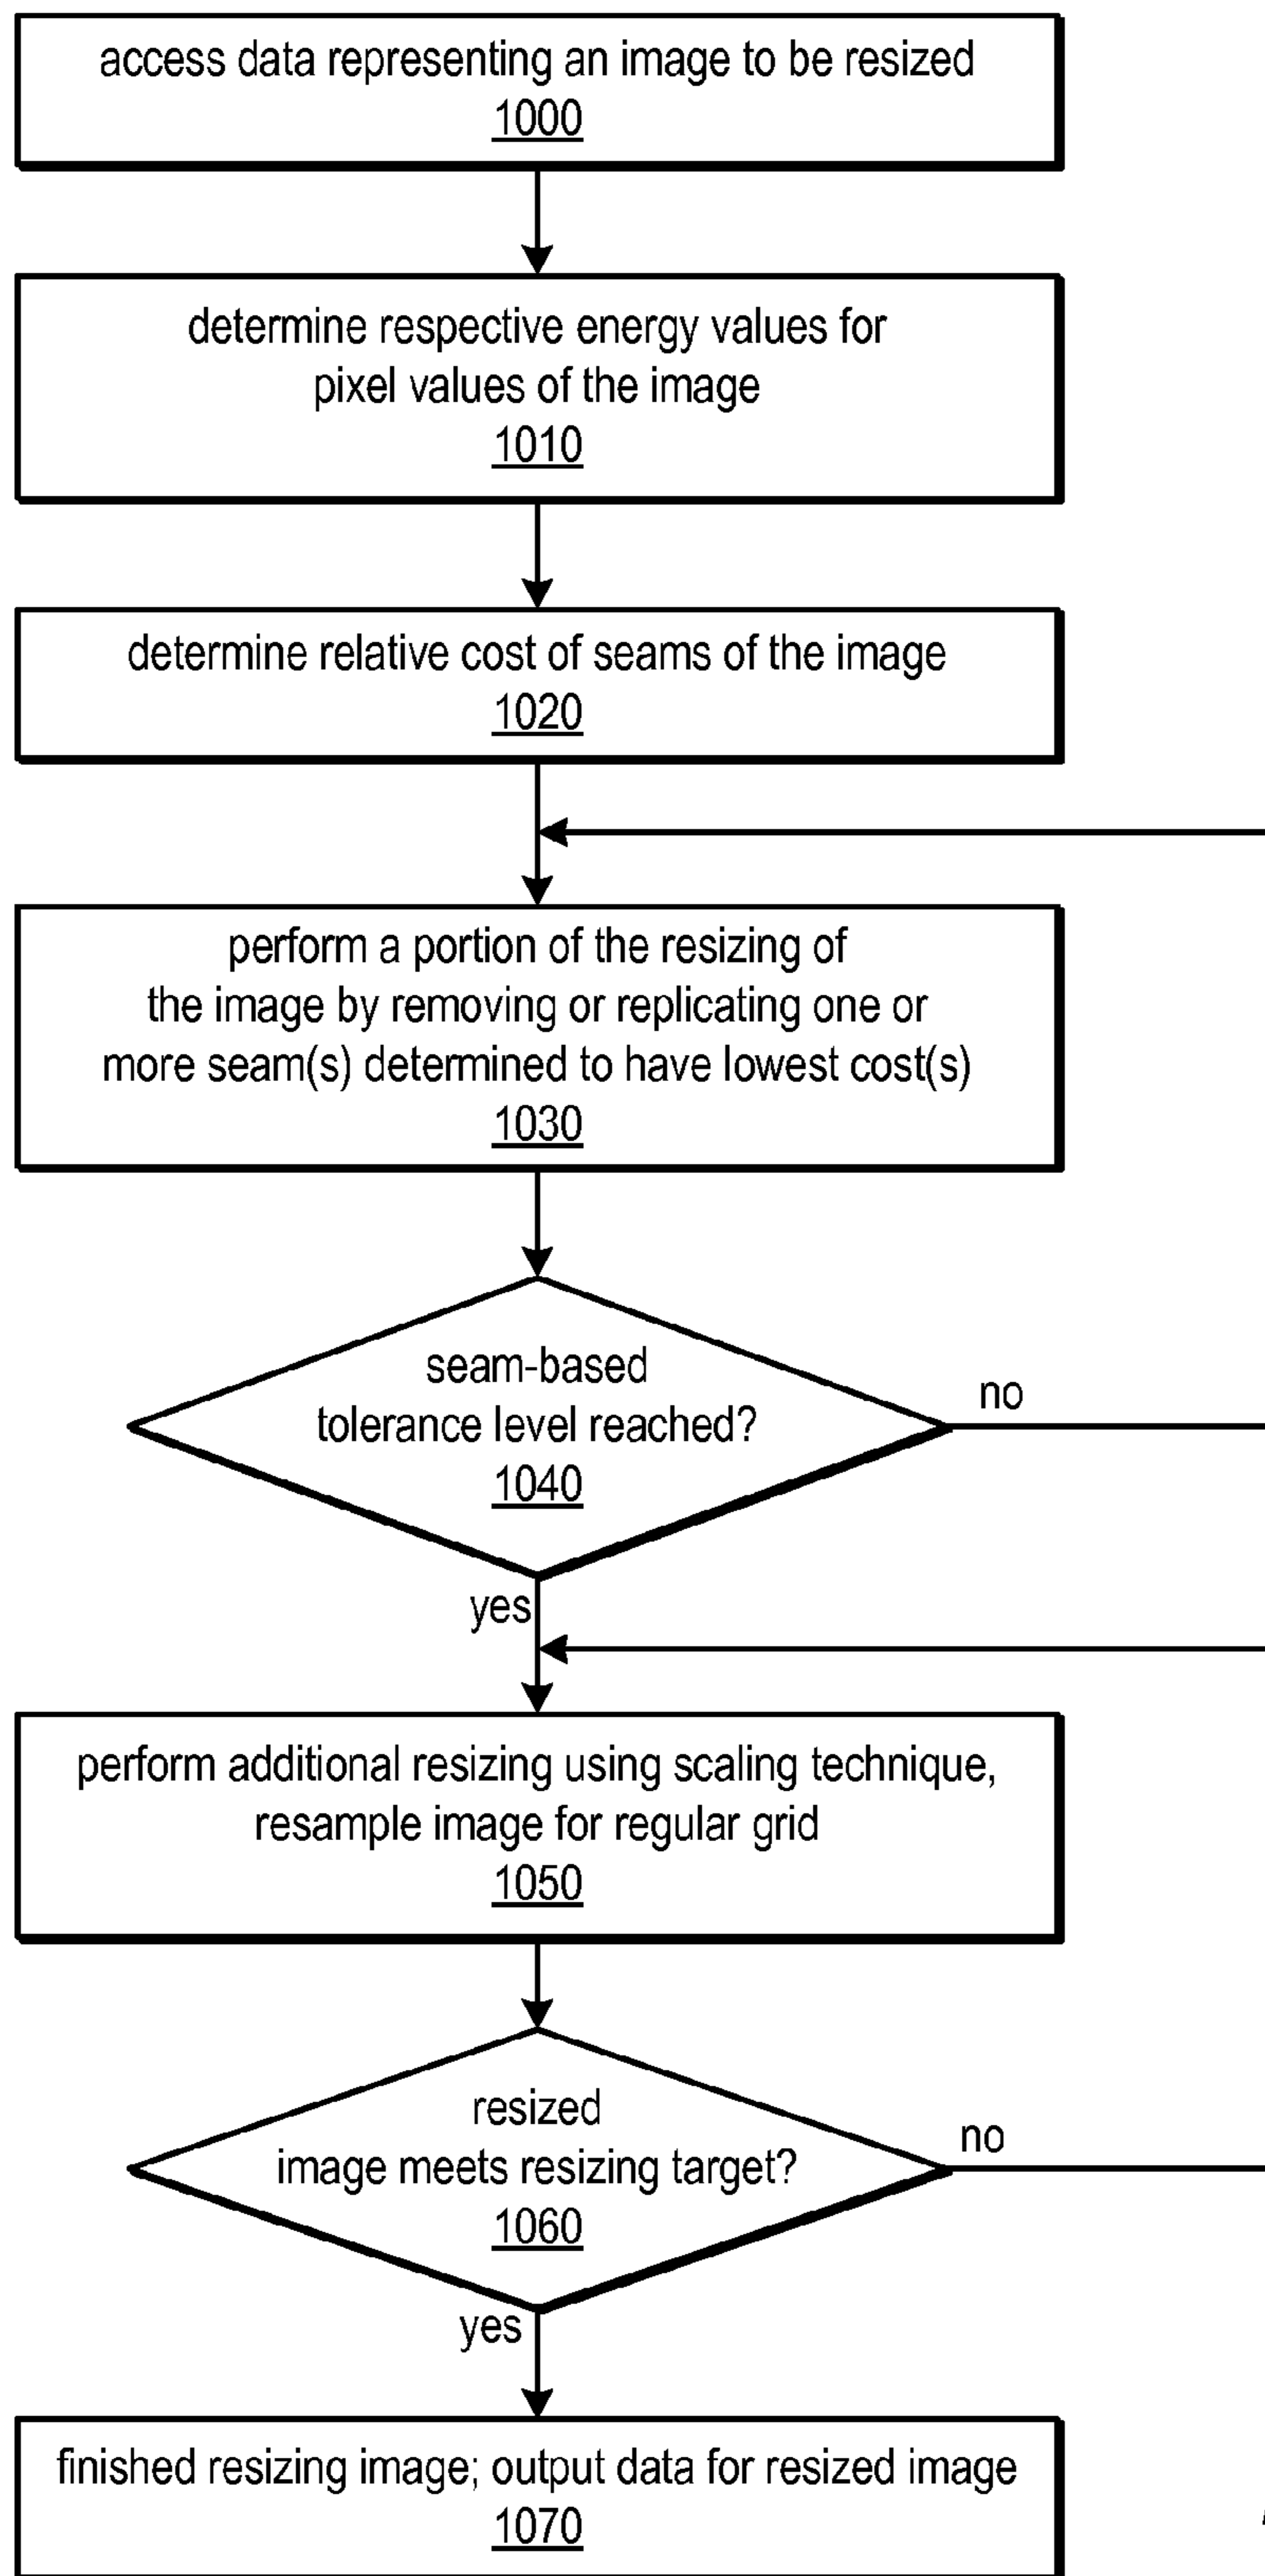 access data representing an image to be resized
1000
determine respective energy values for
pixel values of the image
1010
determine relative cost of seams of the image
1020
perform a portion of the resizing of
the image by removing or replicating one or
more seam(s) determined to have lowest cost(s)
1030
seam-based
tolerance level reached?
1040
no
yes
perform additional resizing using scaling technique,
resample image for regular grid
1050
resized
image meets resizing target?
1060
no
yes
finished resizing image; output data for resized image
1070